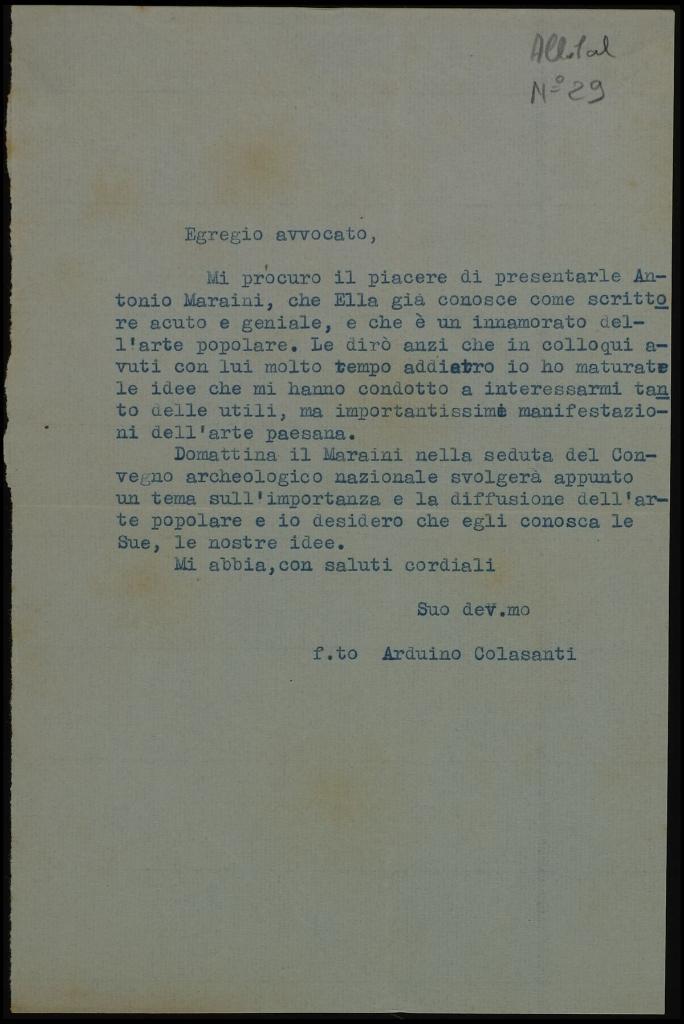 N° 29
Egregio avvocato,
Mi procuro il piacere di presentarle An-
tonio Maraini, che Ella già conosce come scritto
re acuto e geniale, e che è un innamorato del-
l'arte popolare. Le dirò anzi che in colloqui a-
vuti con lui molto tempo addietro io ho maturate
le idee che mi hanno condotto a interessarmi tan
to delle utili, ma importantissime manifestazio-
ni dell'arte paesana.
Domattina il Maraini nella seduta del Con-
vegno archeologico nazionale svolgerà appunto
un tema sull'importanza e la diffusione dell'ar-
te popolare e io desidero che egli conosca le
Sue, le nostre idee.
Mi abbia,con saluti cordiali
Suo dev.mo
f.to Arduino Colasanti